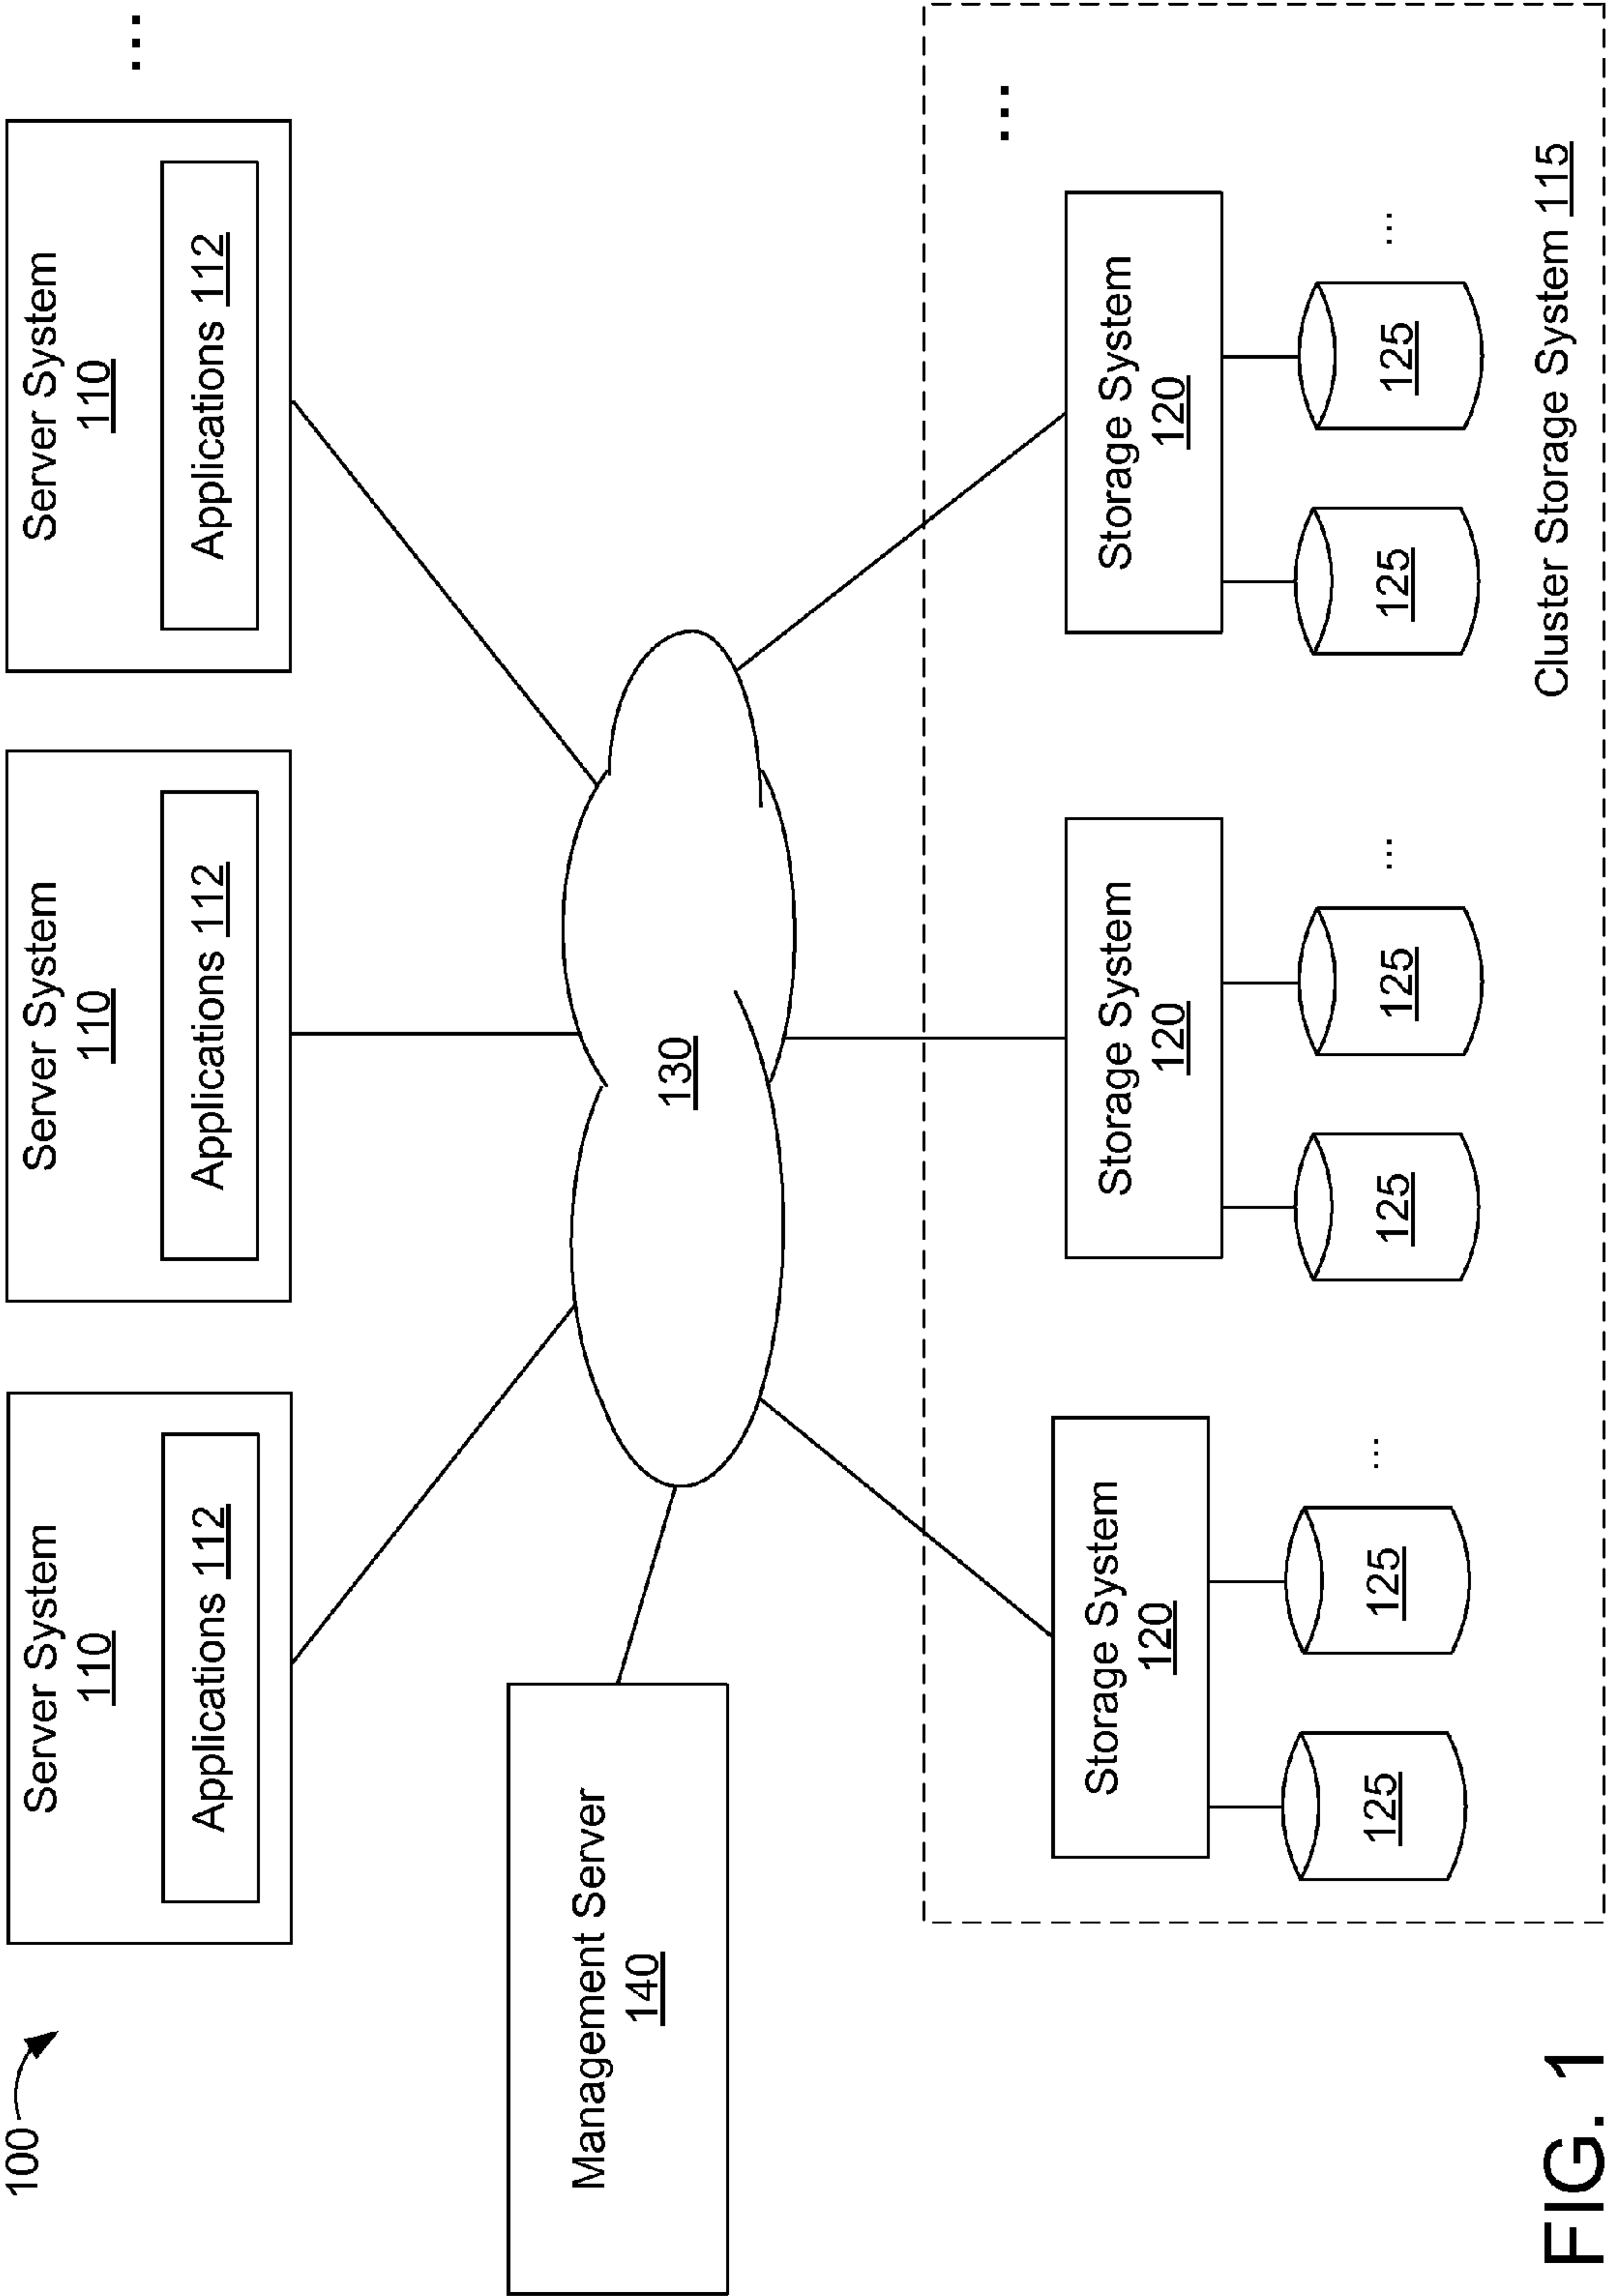 100
Server System
110
Applications 112
Server System
110
Applications 112
Server System
110
Applications 112
...
Management Server
140
130
...
Storage System
120
125
125
...
Storage System
120
125
125
...
Storage System
120
125
125
...
Cluster Storage System 115
FIG. 1